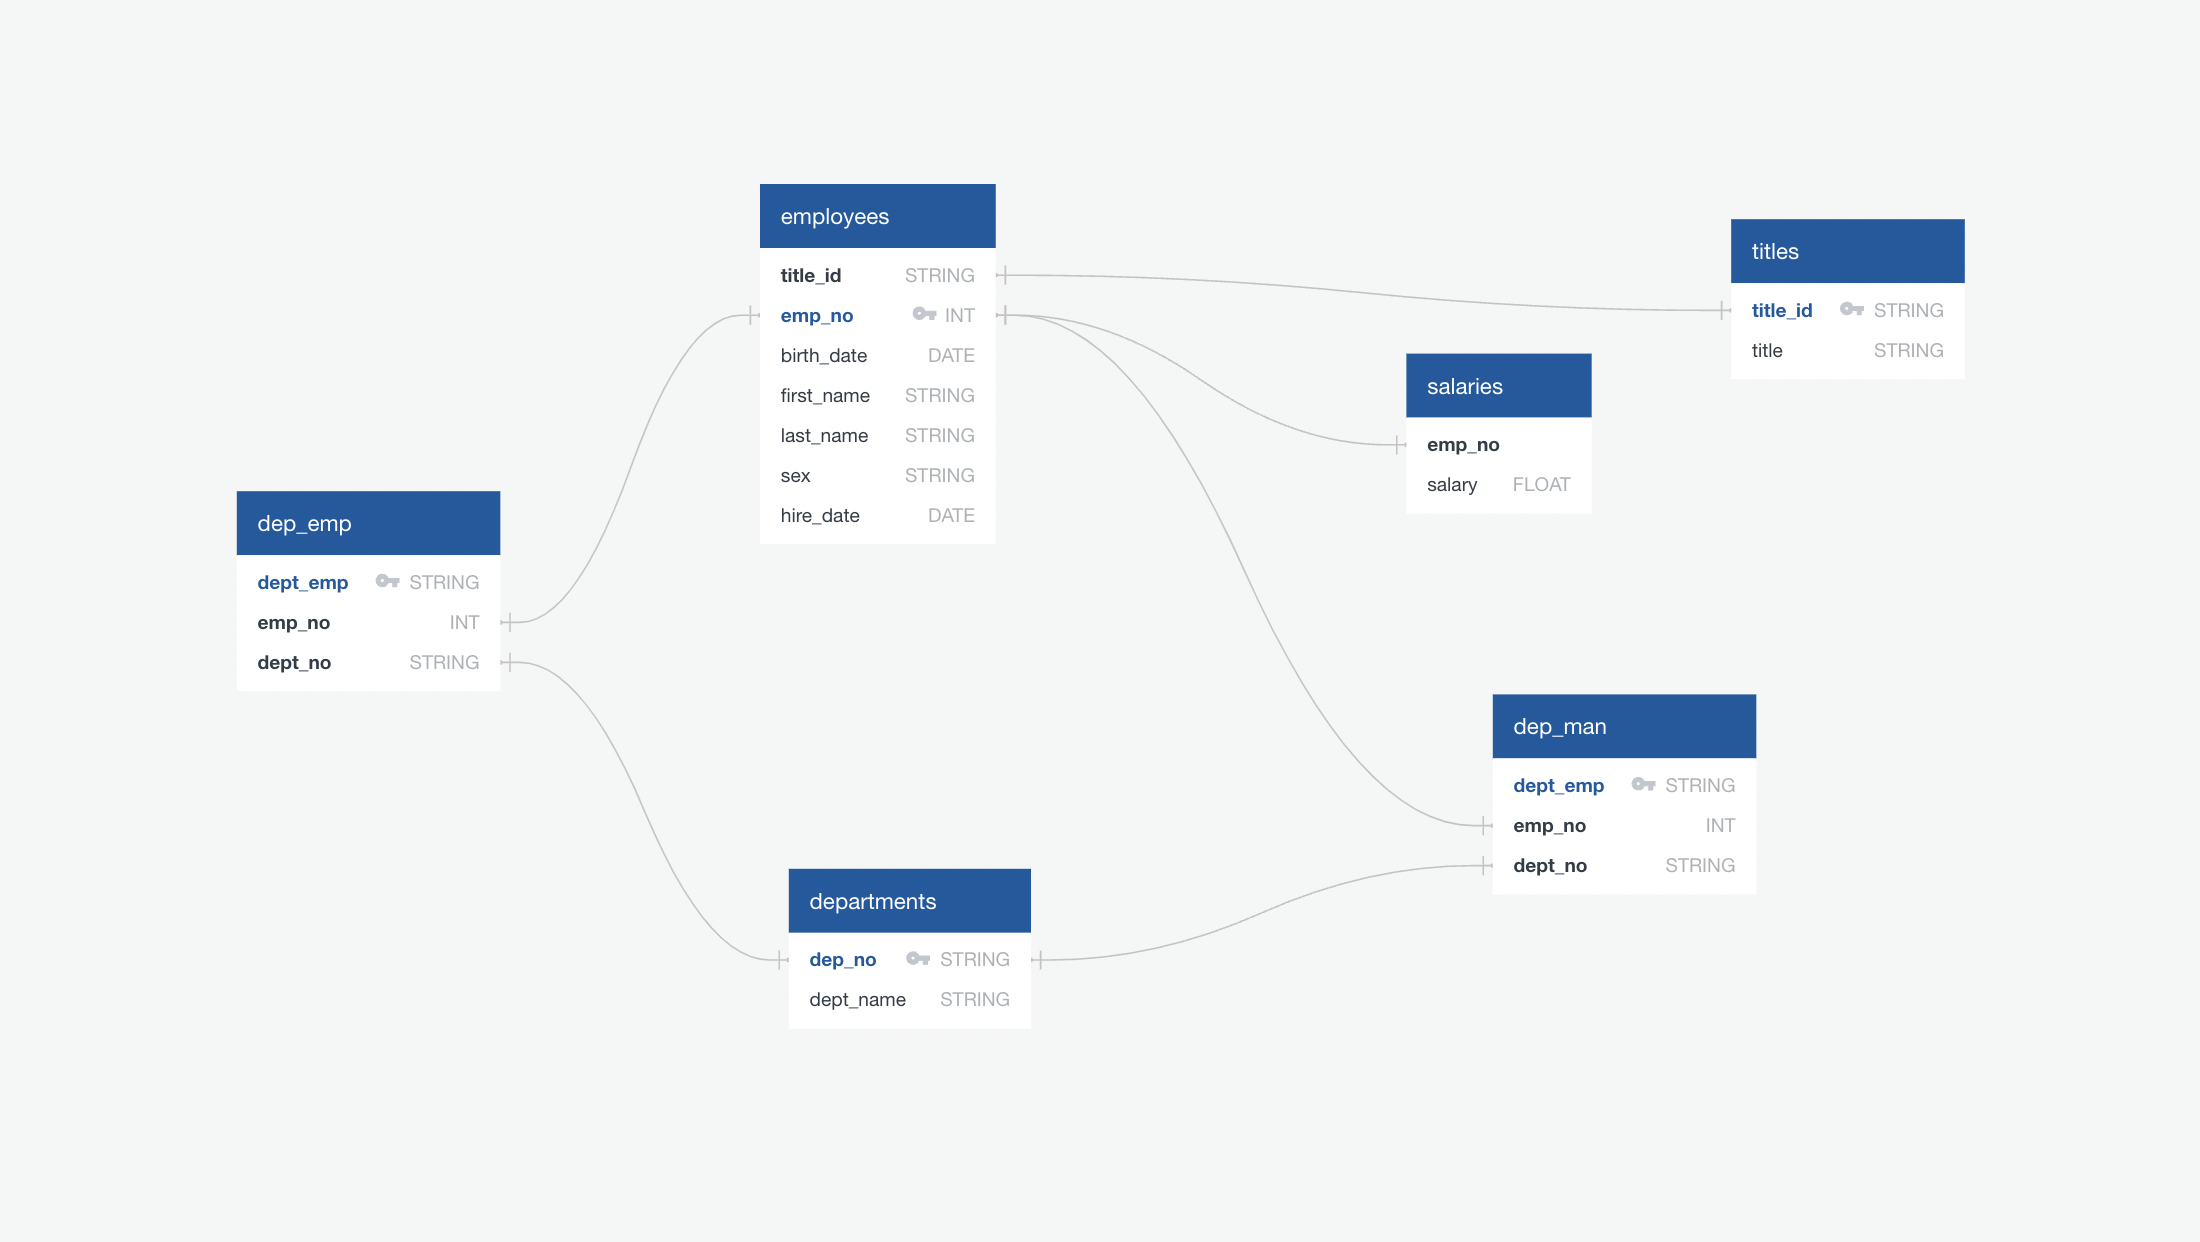 employees
title_id STRING
emp_no INT
birth_date DATE
first_name STRING
last_name STRING
sex STRING
hire_date DATE
titles
title_id STRING
title STRING
salaries
emp_no
salary FLOAT
dep_emp
dept_emp STRING
emp_no INT
dept_no STRING
dep_man
dept_emp STRING
emp_no INT
dept_no STRING
departments
dep_no STRING
dept_name STRING